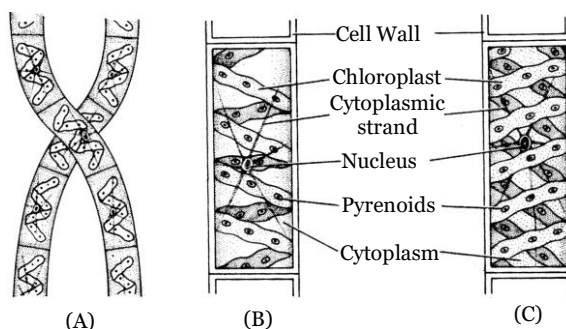 Cell Wall
Chloroplast
Cytoplasmic
strand
Nucleus
Pyrenoids
Cytoplasm
(A)
(B)
(C)